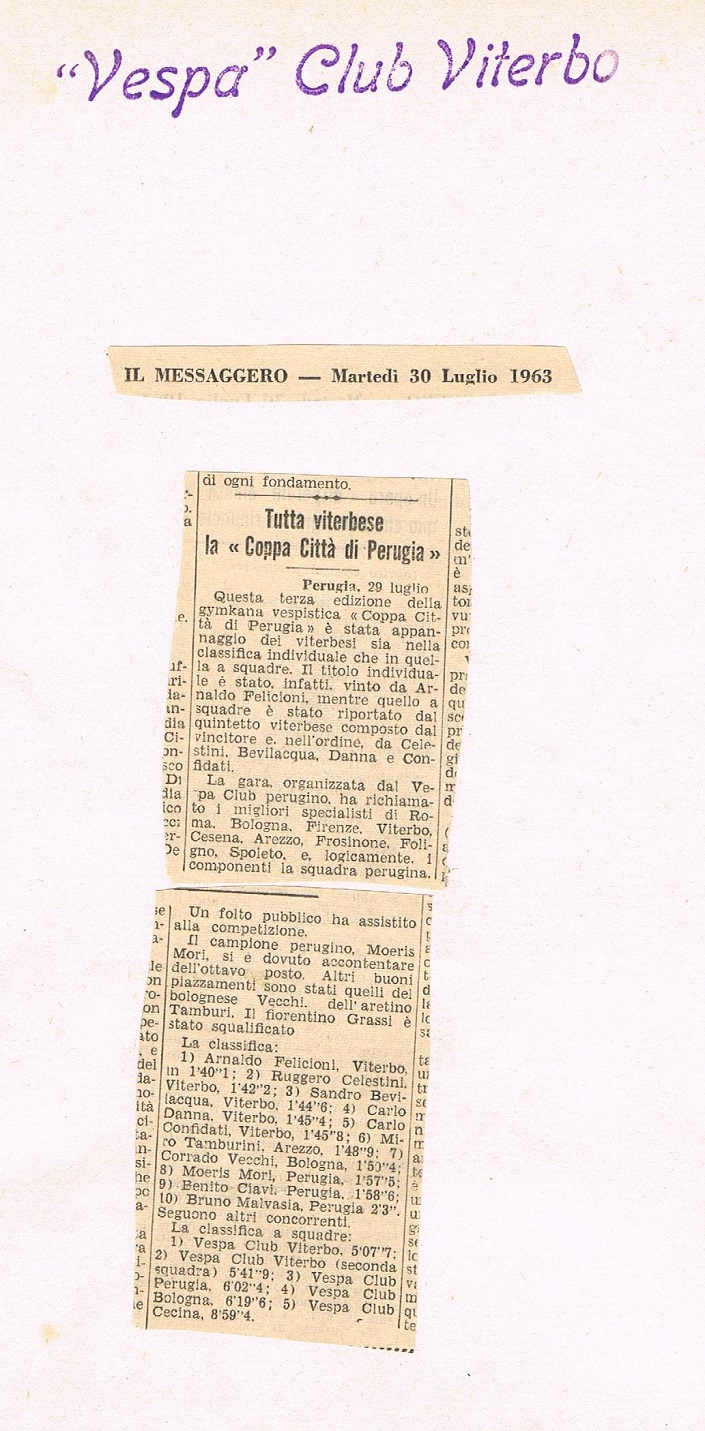 "Vespa" Club Viterbo
IL MESSAGGERO — Martedì 30 Luglio 1963
di ogni fondamento.
Tutta viterbese
la « Coppa Città di Perugia »
Perugia, 29 luglio
Questa terza edizione della
gymkana vespistica « Coppa Cit-
tà di Perugia » è stata appan-
naggio dei viterbesi sia nella
classifica individuale che in quel-
la a squadre. Il titolo individua-
le è stato, infatti, vinto da Ar-
naldo Felicioni, mentre quello a
squadre è stato riportato dal
quintetto viterbese composto dal
vincitore e, nell'ordine, da Cele-
stini, Bevilacqua, Danna e Con-
fidati.
La gara, organizzata dal Ve-
pa Club perugino, ha richiama-
to i migliori specialisti di Ro-
ma, Bologna, Firenze, Viterbo,
Cesena, Arezzo, Frosinone, Foli-
gno, Spoleto, e, logicamente, i
componenti la squadra perugina.
Un folto pubblico ha assistito
alla competizione.
Il campione perugino, Moeris
Mori, si è dovuto accontentare
dell'ottavo posto. Altri buoni
piazzamenti sono stati quelli del
bolognese Vecchi, dell'aretino
Tamburi. Il fiorentino Grassi è
stato squalificato
La classifica:
1) Arnaldo Felicioni, Viterbo,
in 1'40"1; 2) Ruggero Celestini,
Viterbo, 1'42"2; 3) Sandro Bevi-
lacqua, Viterbo, 1'44"6; 4) Carlo
Danna, Viterbo, 1'45"4; 5) Carlo
Confidati, Viterbo, 1'45"8; 6) Mi-
ro Tamburini, Arezzo, 1'48"9; 7)
Corrado Vecchi, Bologna, 1'50"4;
8) Moeris Mori, Perugia, 1'57"5;
9) Benito Ciavi, Perugia, 1'58"6;
10) Bruno Malvasia, Perugia 2'3".
Seguono altri concorrenti.
La classifica a squadre:
1) Vespa Club Viterbo, 5'07"7;
2) Vespa Club Viterbo (seconda
squadra) 5'41"9; 3) Vespa Club
Perugia, 6'02"4; 4) Vespa Club
Bologna, 6'19"6; 5) Vespa Club
Cecina, 8'59"4.